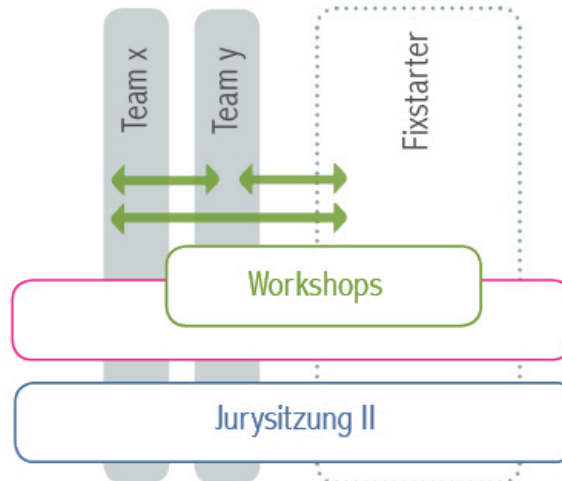 Team x
Team y
Fixstarter
Workshops
Jurysitzung II